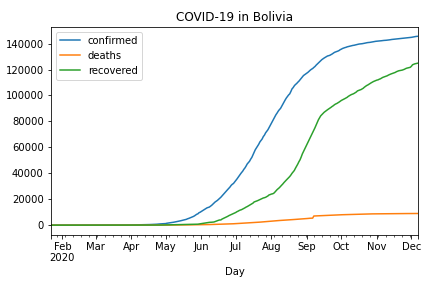 COVID-19 in Bolivia
confirmed
deaths
recovered
140000
120000
100000
80000
60000
40000
20000
0
Feb Mar Apr May Jun Jul Aug Sep Oct Nov Dec
2020
Day